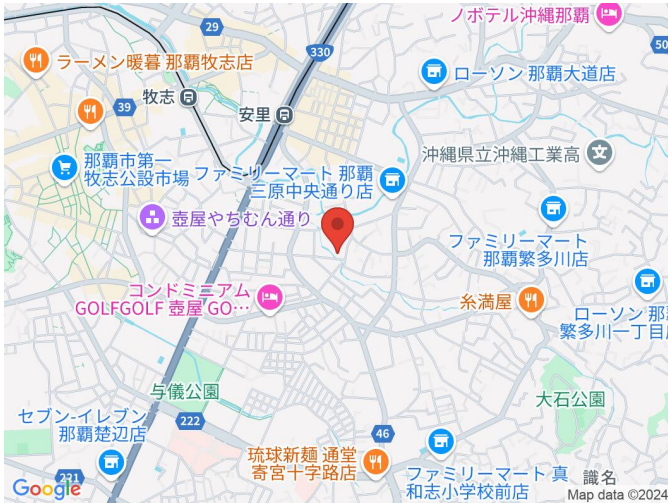 ノボテル沖縄那覇
29
330
50
ラーメン暖暮 那覇牧志店
ローソン 那覇大道店
牧志
39
安里
沖縄県立沖縄工業高
那覇市第一
牧志公設市場
ファミリーマート 那覇
三原中央通り店
壺屋やちむん通り
ファミリーマート
那覇繁多川店
コンドミニアム
GOLFGOLF 壺屋 GO…
糸満屋
ローソン 那
繁多川一丁目
与儀公園
大石公園
222
セブン-イレブン
那覇楚辺店
46
琉球新麺 通堂
寄宮十字路店
221
ファミリーマート 真
和志小学校前店
識名
Google
Map data ©2024